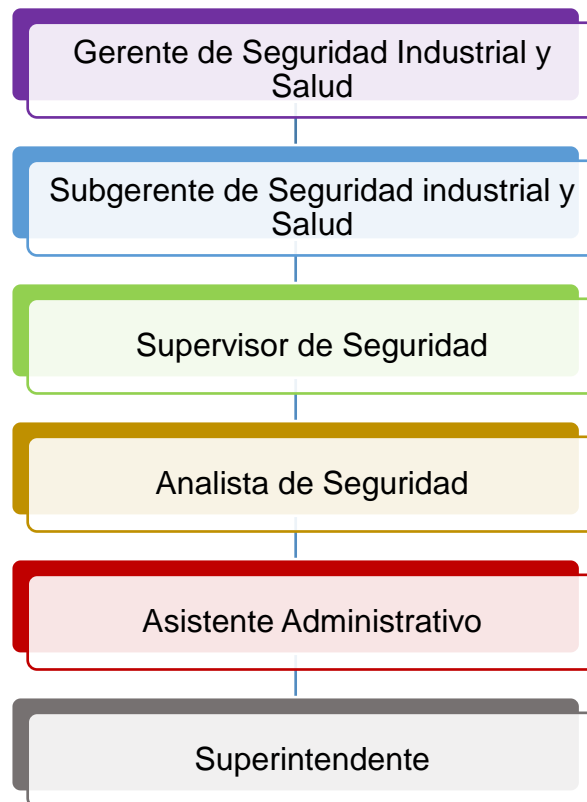 Gerente de Seguridad Industrial y
Salud
Subgerente de Seguridad industrial y
Salud
Supervisor de Seguridad
Analista de Seguridad
Asistente Administrativo
Superintendente